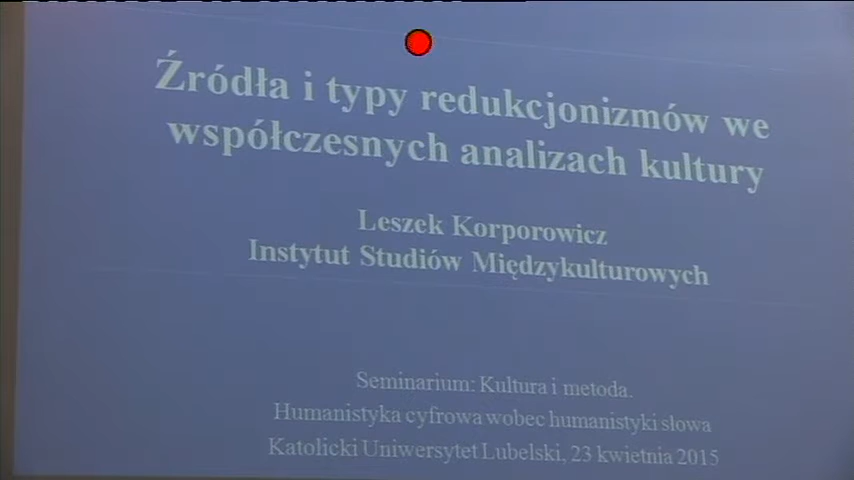 Źródła i typy redukcjonizmów we
współczesnych analizach kultury
Leszek Korporowicz
Instytut Studiów Międzykulturowych
Seminarium: Kultura i metoda.
Humanistyka cyfrowa wobec humanistyki słowa
Katolicki Uniwersytet Lubelski, 23 kwietnia 2015